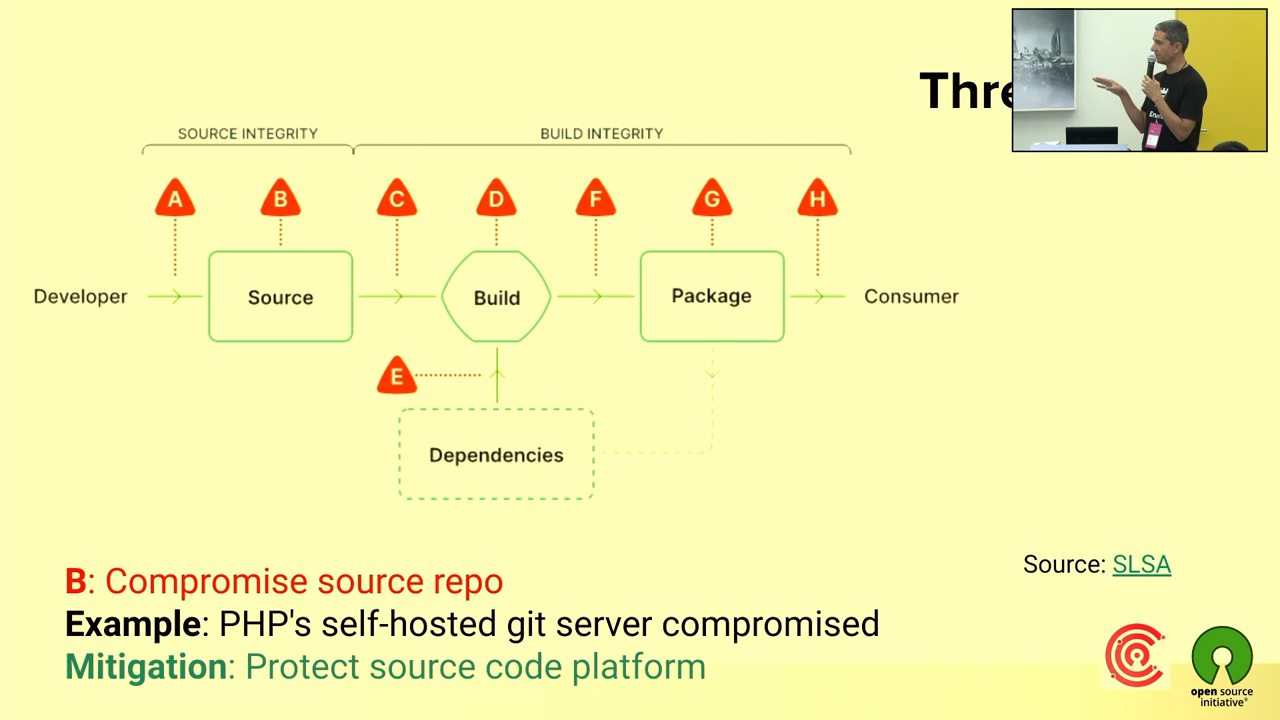 Thre
SOURCE INTEGRITY
BUILD INTEGRITY
A
B
C
D
F
G
H
Developer
Source
Build
Package
Consumer
E
Dependencies
B: Compromise source repo
Example: PHP's self-hosted git server compromised
Mitigation: Protect source code platform
Source: SLSA
open source
initiative®